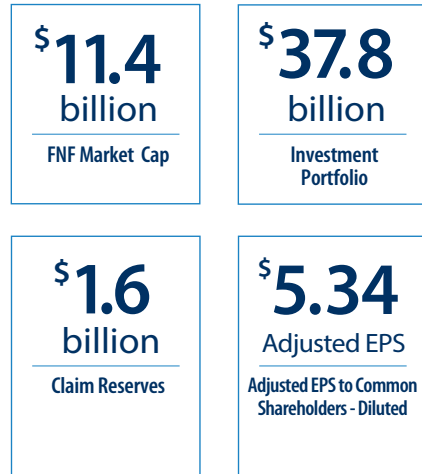 $11.4
billion
FNF Market Cap
$37.8
billion
Investment
Portfolio
$1.6
billion
Claim Reserves
$5.34
Adjusted EPS
Adjusted EPS to Common
Shareholders - Diluted